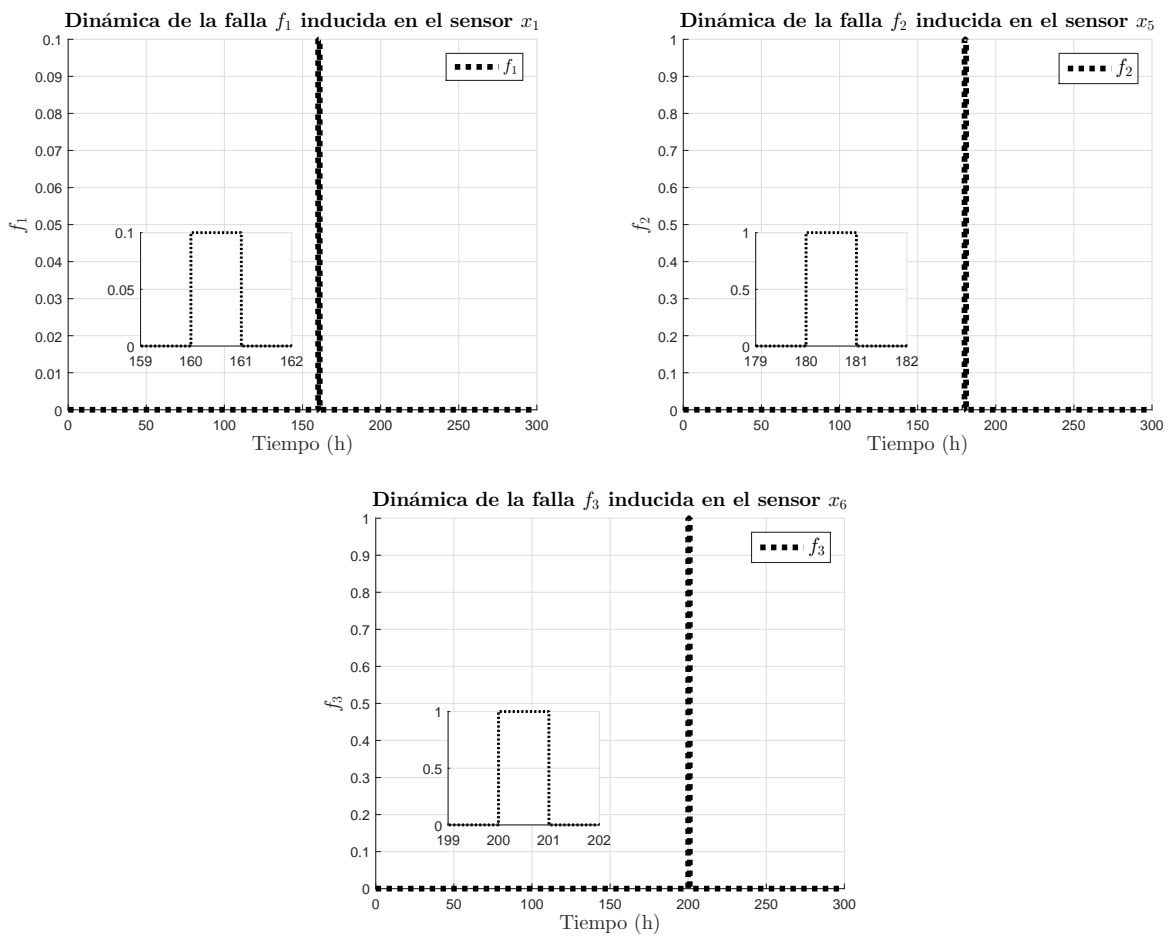 Dinámica de la falla f₁ inducida en el sensor x₁
0.1
0.09
0.08
0.07
0.06
0.05
0.04
0.03
0.02
0.01
0
f₁
f₁
0.1
0.05
0
159 160 161 162
0 50 100 150 200 250 300
Tiempo (h)
Dinámica de la falla f₂ inducida en el sensor x₅
1
0.9
0.8
0.7
0.6
0.5
0.4
0.3
0.2
0.1
0
f₂
f₂
1
0.5
0
179 180 181 182
0 50 100 150 200 250 300
Tiempo (h)
Dinámica de la falla f₃ inducida en el sensor x₆
1
0.9
0.8
0.7
0.6
0.5
0.4
0.3
0.2
0.1
0
f₃
f₃
1
0.5
0
199 200 201 202
0 50 100 150 200 250 300
Tiempo (h)